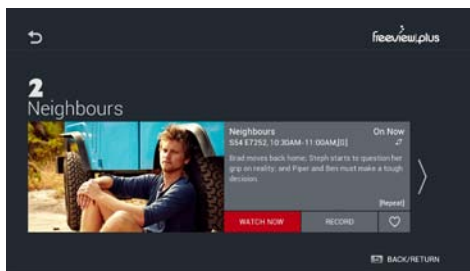 freeview.plus
2
Neighbours
Neighbours On Now
S54 E7252, 10:30AM-11:00AM,[G]
Brad moves back home; Steph starts to question her
grip on reality; and Piper and Ben must make a tough
decision.
[Repeat]
WATCH NOW RECORD
BACK/RETURN